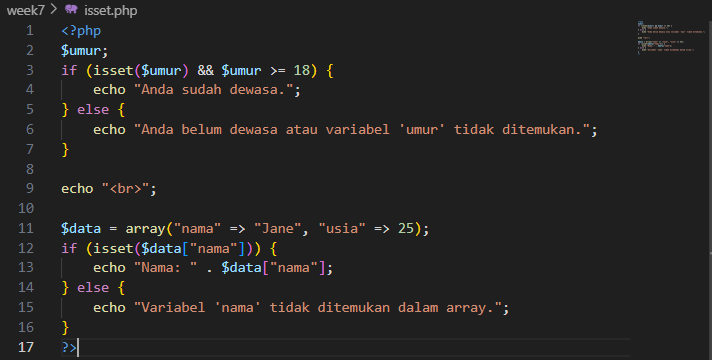 week7 > isset.php
1 <?php
2 $umur;
3 if (isset($umur) && $umur >= 18) {
4     echo "Anda sudah dewasa.";
5 } else {
6     echo "Anda belum dewasa atau variabel 'umur' tidak ditemukan.";
7 }
8
9 echo "<br>";
10
11 $data = array("nama" => "Jane", "usia" => 25);
12 if (isset($data["nama"])) {
13     echo "Nama: " . $data["nama"];
14 } else {
15     echo "Variabel 'nama' tidak ditemukan dalam array.";
16 }
17 ?>